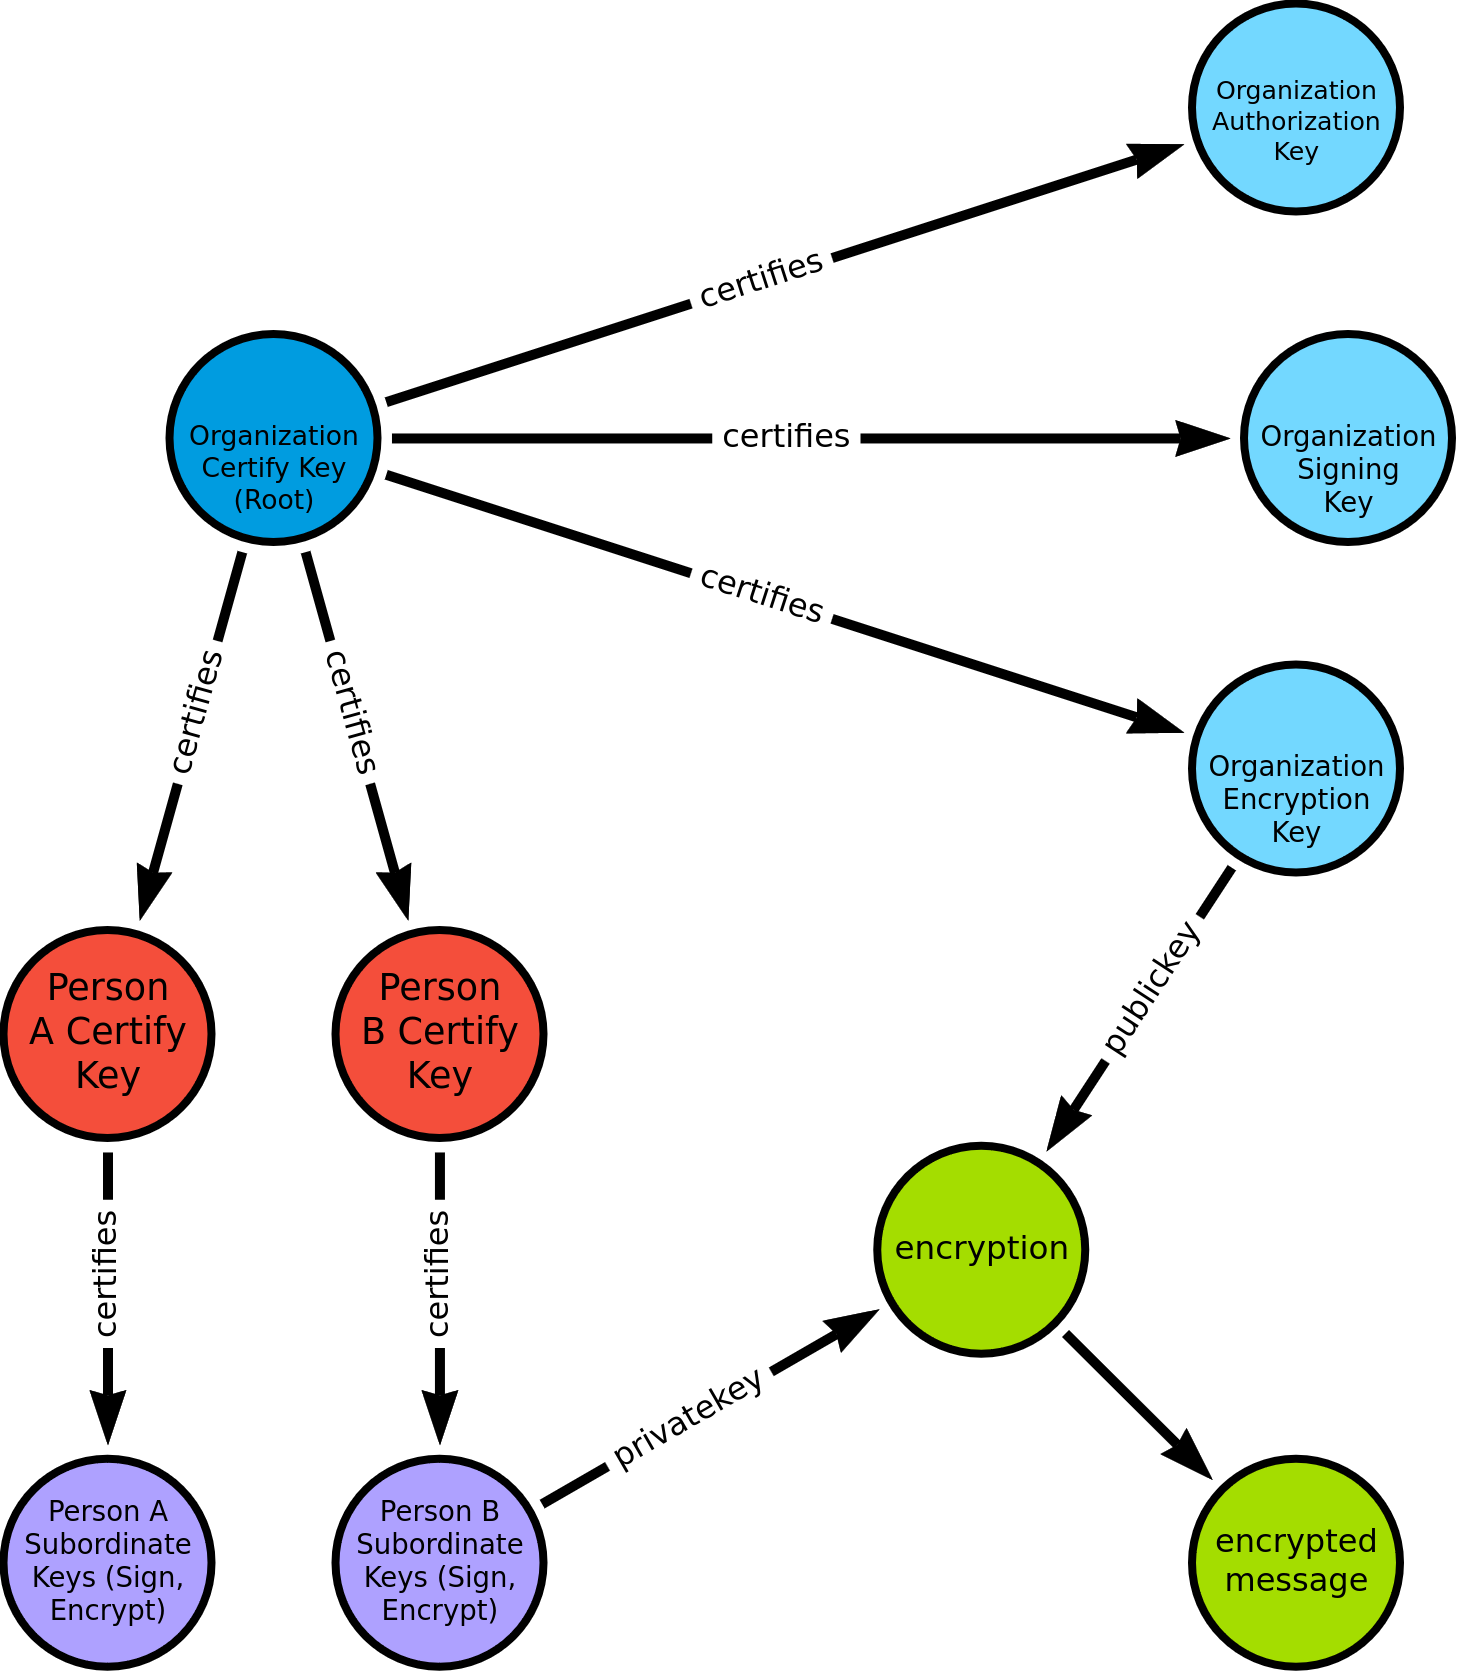 Organization
Authorization
Key
certifies
Organization
Certify Key
(Root)
certifies
Organization
Signing
Key
certifies
Organization
Encryption
Key
certifies
certifies
publickey
Person
A Certify
Key
Person
B Certify
Key
certifies
certifies
encryption
privatekey
Person A
Subordinate
Keys (Sign,
Encrypt)
Person B
Subordinate
Keys (Sign,
Encrypt)
encrypted
message